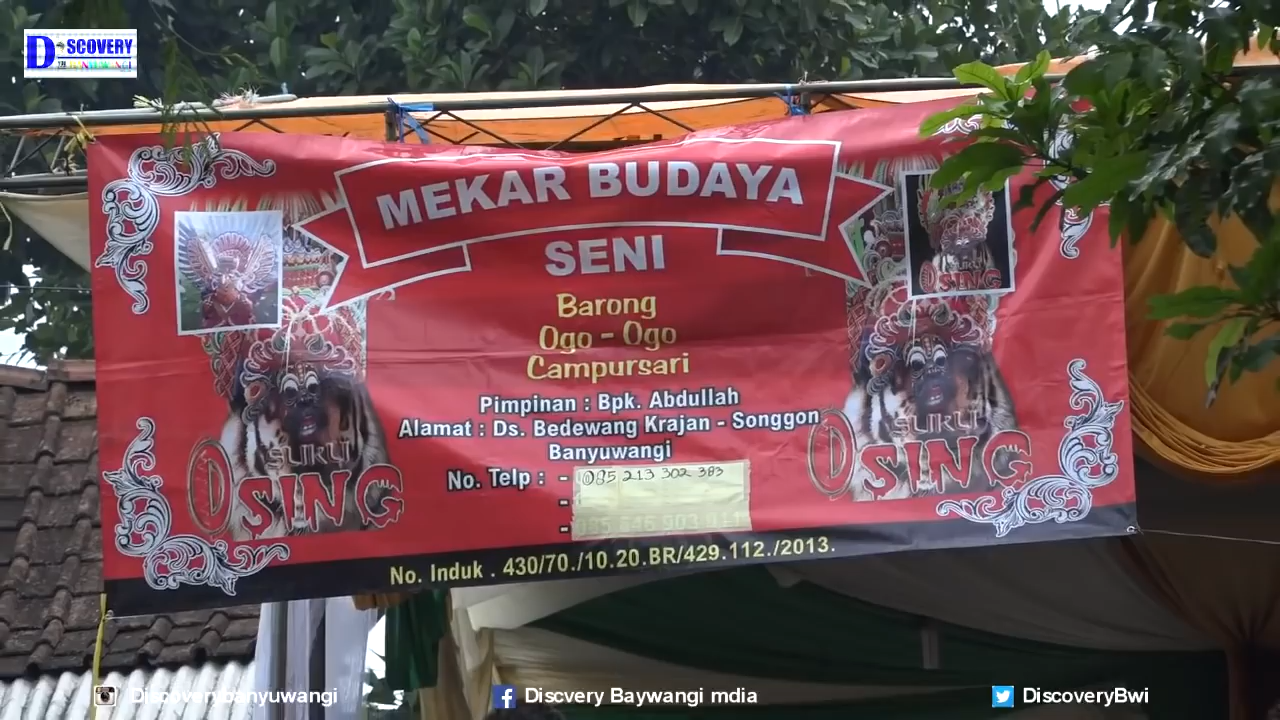 DISCOVERY
BANYUWANGI
MEKAR BUDAYA
SENI
Barong
Ogo - Ogo
Campursari
Pimpinan : Bpk. Abdullah
Alamat : Ds. Bedewang Krajan - Songgon
Banyuwangi
No. Telp : - 085 213 302 383
-
-
No. Induk . 430/70./10.20.BR/429.112./2013.
SUKU
OSING
SUKU
OSING
SUKU
OSING
Discoverybanyuwangi
Discvery Baywangi mdia
DiscoveryBwi